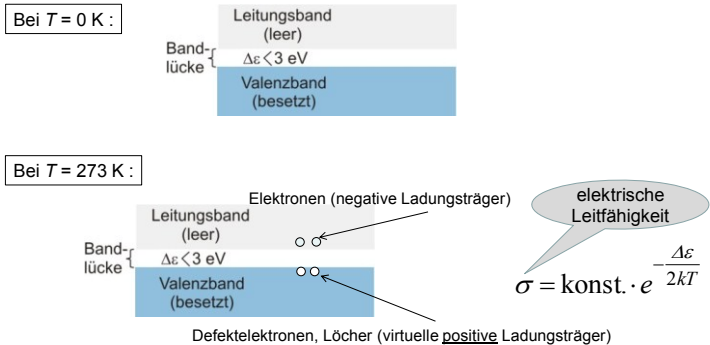 Bei T = 0 K :
Leitungsband
(leer)
Band-
lücke
Δε<3 eV
Valenzband
(besetzt)
Bei T = 273 K :
Elektronen (negative Ladungsträger)
elektrische
Leitfähigkeit
Leitungsband
(leer)
Band-
lücke
Δε<3 eV
Valenzband
(besetzt)
σ = konst. · e^{-\frac{Δε}{2kT}}
Defektelektronen, Löcher (virtuelle positive Ladungsträger)